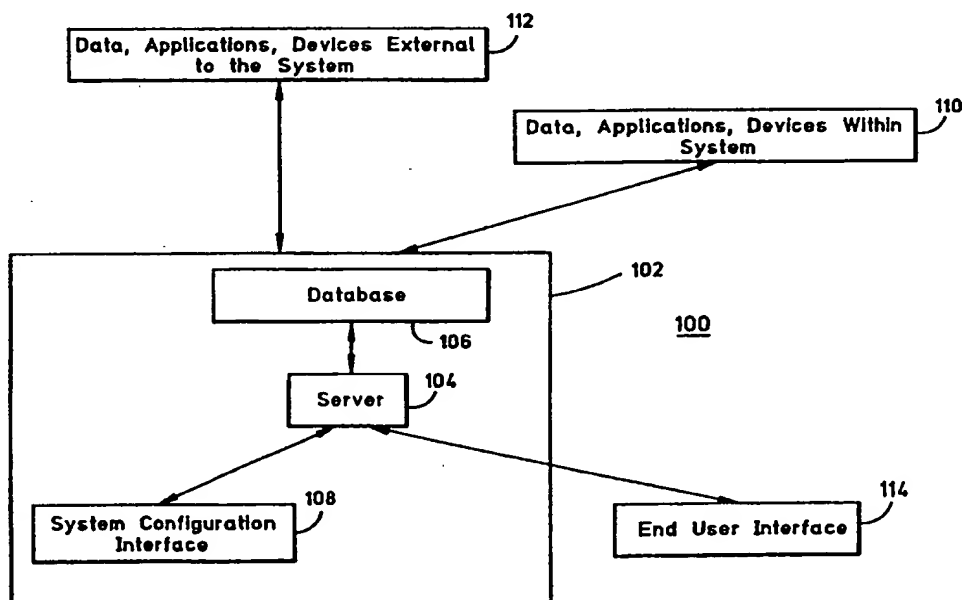 112
Data, Applications, Devices External
to the System
110
Data, Applications, Devices Within
System
102
Database
100
106
104
Server
108
System Configuration
Interface
114
End User Interface